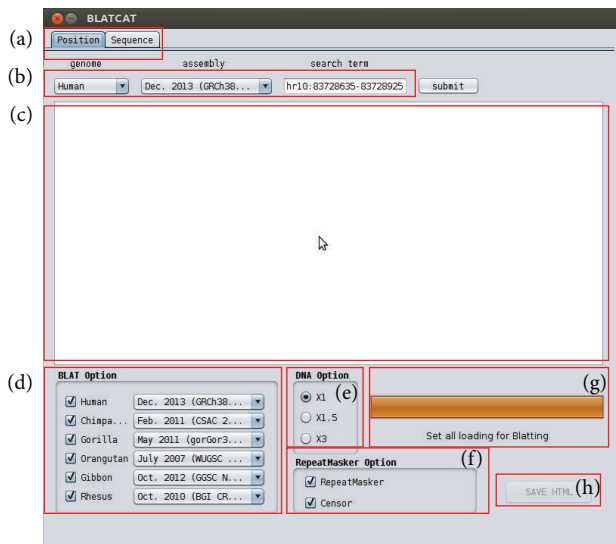 BLATCAT
(a)
Position Sequence
genome assembly search term
(b)
Human Dec. 2013 (GRCh38... hr10:83728635-83728925 submit
(c)
(d)
BLAT Option
Human Dec. 2013 (GRCh38...
Chimpa... Feb. 2011 (CSAC 2...
Gorilla May 2011 (gorGor3...
Orangutan July 2007 (WUGSC ...
Gibbon Oct. 2012 (GGSC N...
Rhesus Oct. 2010 (BGI CR...
DNA Option
(e)
X1
X1.5
X3
(g)
Set all loading for Blatting
(f)
RepeatMasker Option
RepeatMasker
Censor
SAVE HTML
(h)